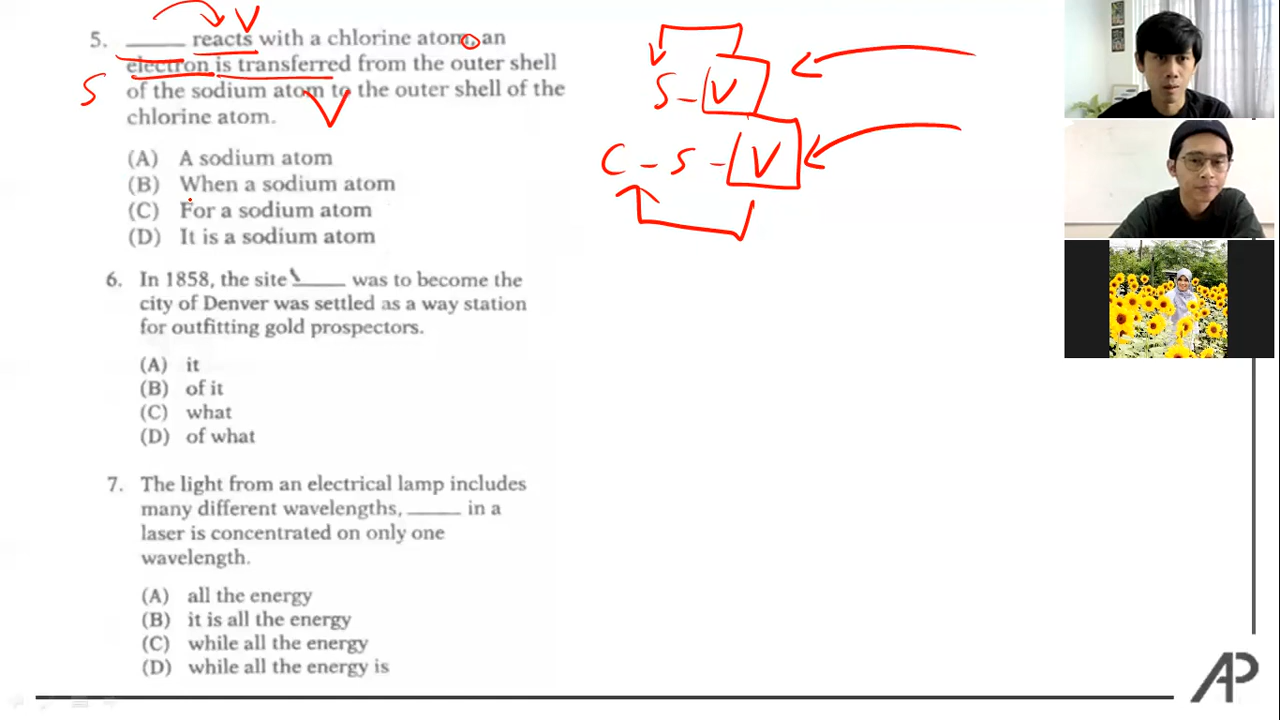 5. ____ reacts with a chlorine atom, an
electron is transferred from the outer shell
of the sodium atom to the outer shell of the
chlorine atom.
(A) A sodium atom
(B) When a sodium atom
(C) For a sodium atom
(D) It is a sodium atom
6. In 1858, the site ____ was to become the
city of Denver was settled as a way station
for outfitting gold prospectors.
(A) it
(B) of it
(C) what
(D) of what
7. The light from an electrical lamp includes
many different wavelengths, ____ in a
laser is concentrated on only one
wavelength.
(A) all the energy
(B) it is all the energy
(C) while all the energy
(D) while all the energy is
V
S
V
S - V
C - S - V
AP